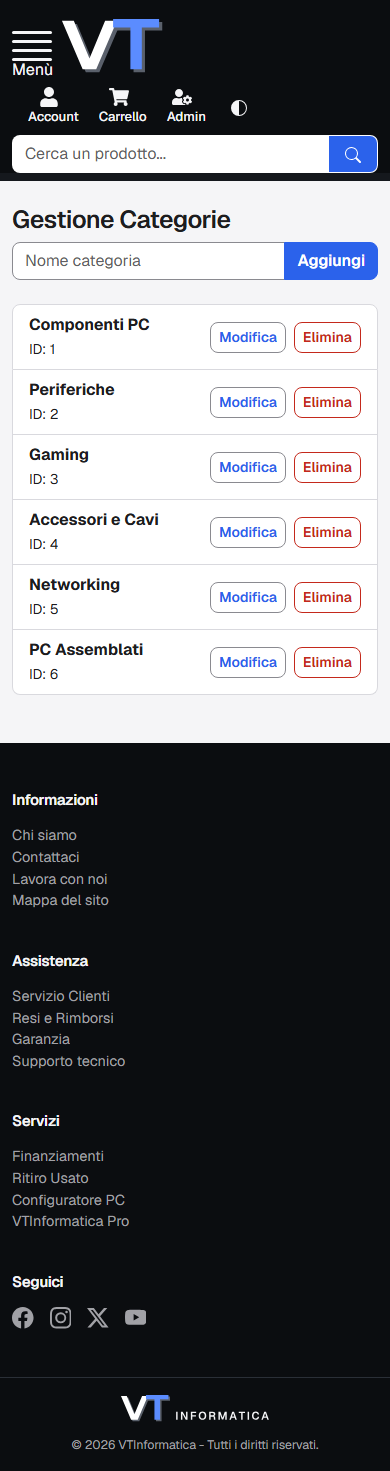 VT
Menù
Account Carrello Admin
Cerca un prodotto...
Gestione Categorie
Nome categoria Aggiungi
Componenti PC
ID: 1
Modifica Elimina
Periferiche
ID: 2
Modifica Elimina
Gaming
ID: 3
Modifica Elimina
Accessori e Cavi
ID: 4
Modifica Elimina
Networking
ID: 5
Modifica Elimina
PC Assemblati
ID: 6
Modifica Elimina
Informazioni
Chi siamo
Contattaci
Lavora con noi
Mappa del sito
Assistenza
Servizio Clienti
Resi e Rimborsi
Garanzia
Supporto tecnico
Servizi
Finanziamenti
Ritiro Usato
Configuratore PC
VTInformatica Pro
Seguici
VT INFORMATICA
© 2026 VTInformatica - Tutti i diritti riservati.